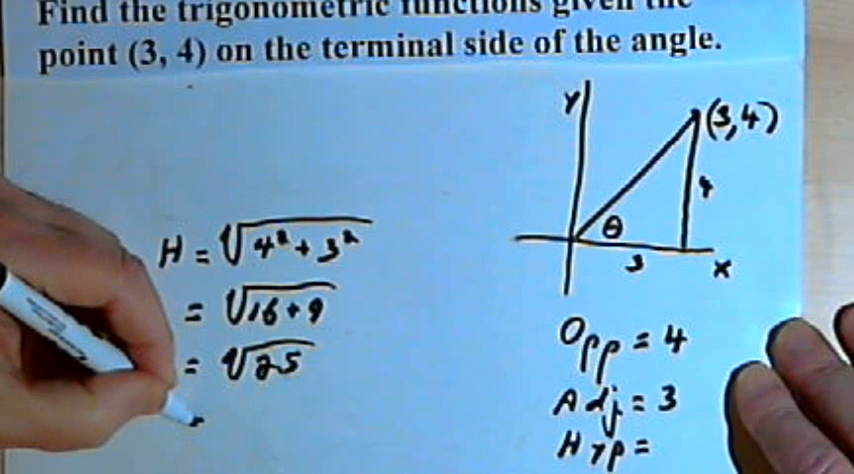 Find the trigonometric functions given the
point (3, 4) on the terminal side of the angle.
Y
(3,4)
4
θ
3
x
H = √4² + 3²
= √16 + 9
= √25
Opp = 4
Adj = 3
Hyp =